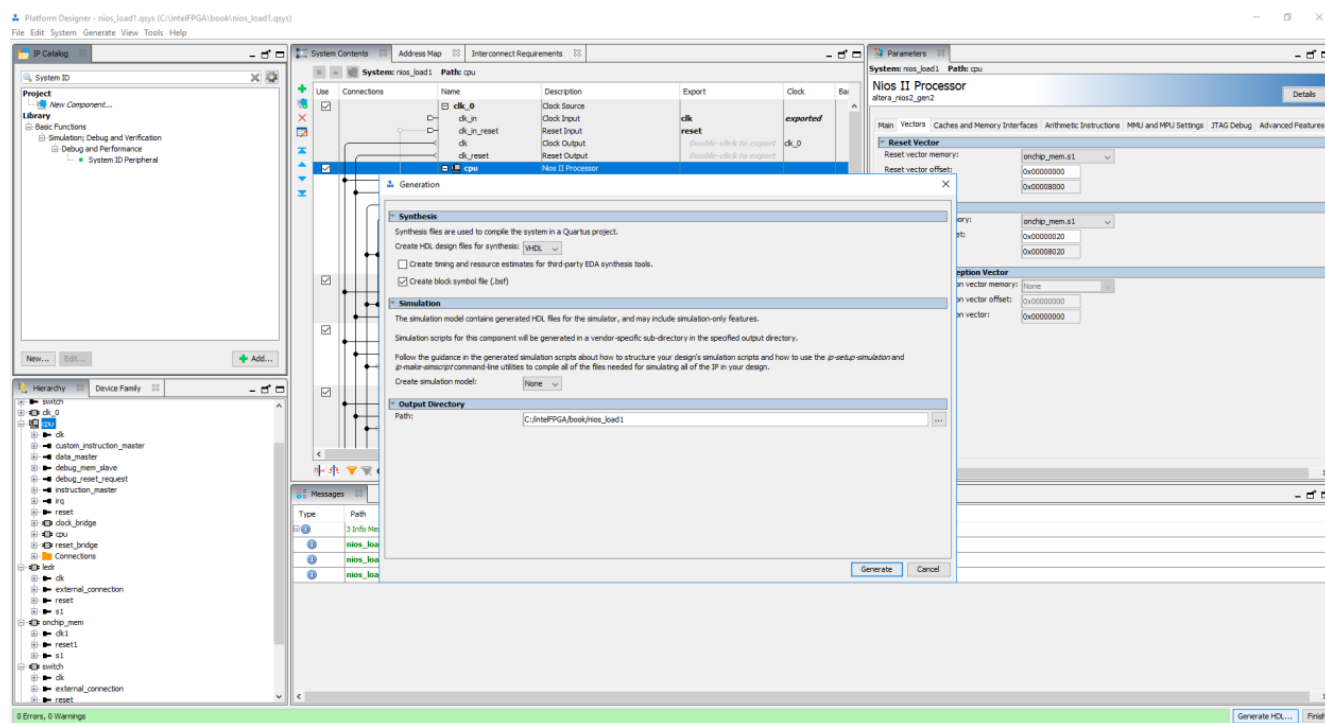 Platform Designer - nios_load1.qsys (C:\intelFPGA\book\nios_load1.qsys)
File Edit System Generate View Tools Help
IP Catalog
System ID
Project
New Component...
Library
Basic Functions
Simulation; Debug and Verification
Debug and Performance
System ID Peripheral
New... Edit... Add...
Hierarchy Device Family
switch
clk_0
cpu
clk
custom_instruction_master
data_master
debug_mem_slave
debug_reset_request
instruction_master
irq
reset
clock_bridge
cpu
reset_bridge
Connections
ledr
clk
external_connection
reset
s1
onchip_mem
clk1
reset1
s1
switch
clk
external_connection
reset
System Contents Address Map Interconnect Requirements
System: nios_load1 Path: cpu
Use Connections Name Description Export Clock Ba
clk_0 Clock Source
clk_in Clock Input clk exported
clk_in_reset Reset Input reset
clk Clock Output Double-click to export clk_0
clk_reset Reset Output Double-click to export
cpu Nios II Processor
Generation
Synthesis
Synthesis files are used to compile the system in a Quartus project.
Create HDL design files for synthesis: VHDL
Create timing and resource estimates for third-party EDA synthesis tools.
Create block symbol file (.bsf)
Simulation
The simulation model contains generated HDL files for the simulator, and may include simulation-only features.
Simulation scripts for this component will be generated in a vendor-specific sub-directory in the specified output directory.
Follow the guidance in the generated simulation scripts about how to structure your design's simulation scripts and how to use the ip-setup-simulation and
ip-make-simscript command-line utilities to compile all of the files needed for simulating all of the IP in your design.
Create simulation model: None
Output Directory
Path: C:/intelFPGA/book/nios_load1 ...
Generate Cancel
Messages
Type Path
3 Info Mes
nios_loa
nios_loa
nios_loa
Parameters
System: nios_load1 Path: cpu
Nios II Processor
altera_nios2_gen2
Details
Main Vectors Caches and Memory Interfaces Arithmetic Instructions MMU and MPU Settings JTAG Debug Advanced Features
Reset Vector
Reset vector memory: onchip_mem.s1
Reset vector offset: 0x00000000
0x00008000
ory: onchip_mem.s1
et: 0x00000020
0x00008020
eption Vector
on vector memory: None
on vector offset: 0x00000000
on vector: 0x00000000
0 Errors, 0 Warnings
Generate HDL... Finish